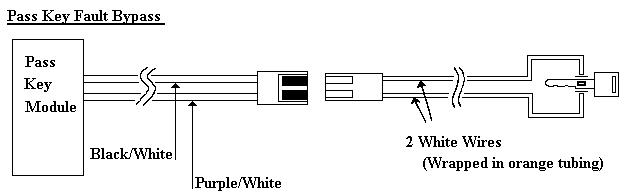 Pass Key Fault Bypass
Pass
Key
Module
Black/White
Purple/White
2 White Wires
(Wrapped in orange tubing)